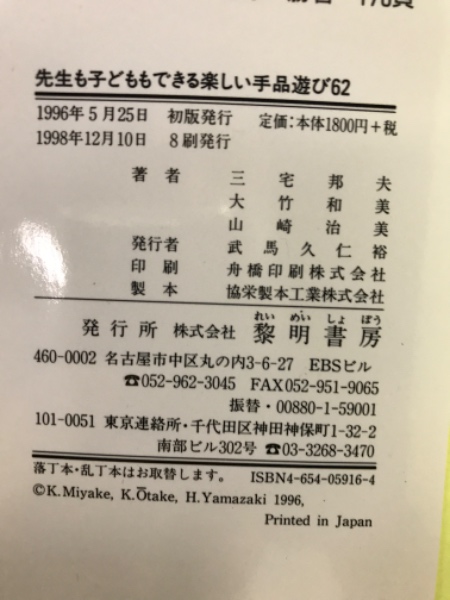 先生も子どももできる楽しい手品遊び62
1996年5月25日 初版発行 定価:本体1800円+税
1998年12月10日 8刷発行
著者 三宅邦夫
大竹和美
山崎治美
発行者 武馬久仁裕
印刷 舟橋印刷株式会社
製本 協栄製本工業株式会社
れい めい しょ ぼう
発行所 株式会社 黎明書房
460-0002 名古屋市中区丸の内3-6-27 EBSビル
☎052-962-3045 FAX052-951-9065
振替・00880-1-59001
101-0051 東京連絡所・千代田区神田神保町1-32-2
南部ビル302号 ☎03-3268-3470
落丁本・乱丁本はお取替します。 ISBN4-654-05916-4
©K.Miyake, K.Ōtake, H.Yamazaki 1996,
Printed in Japan